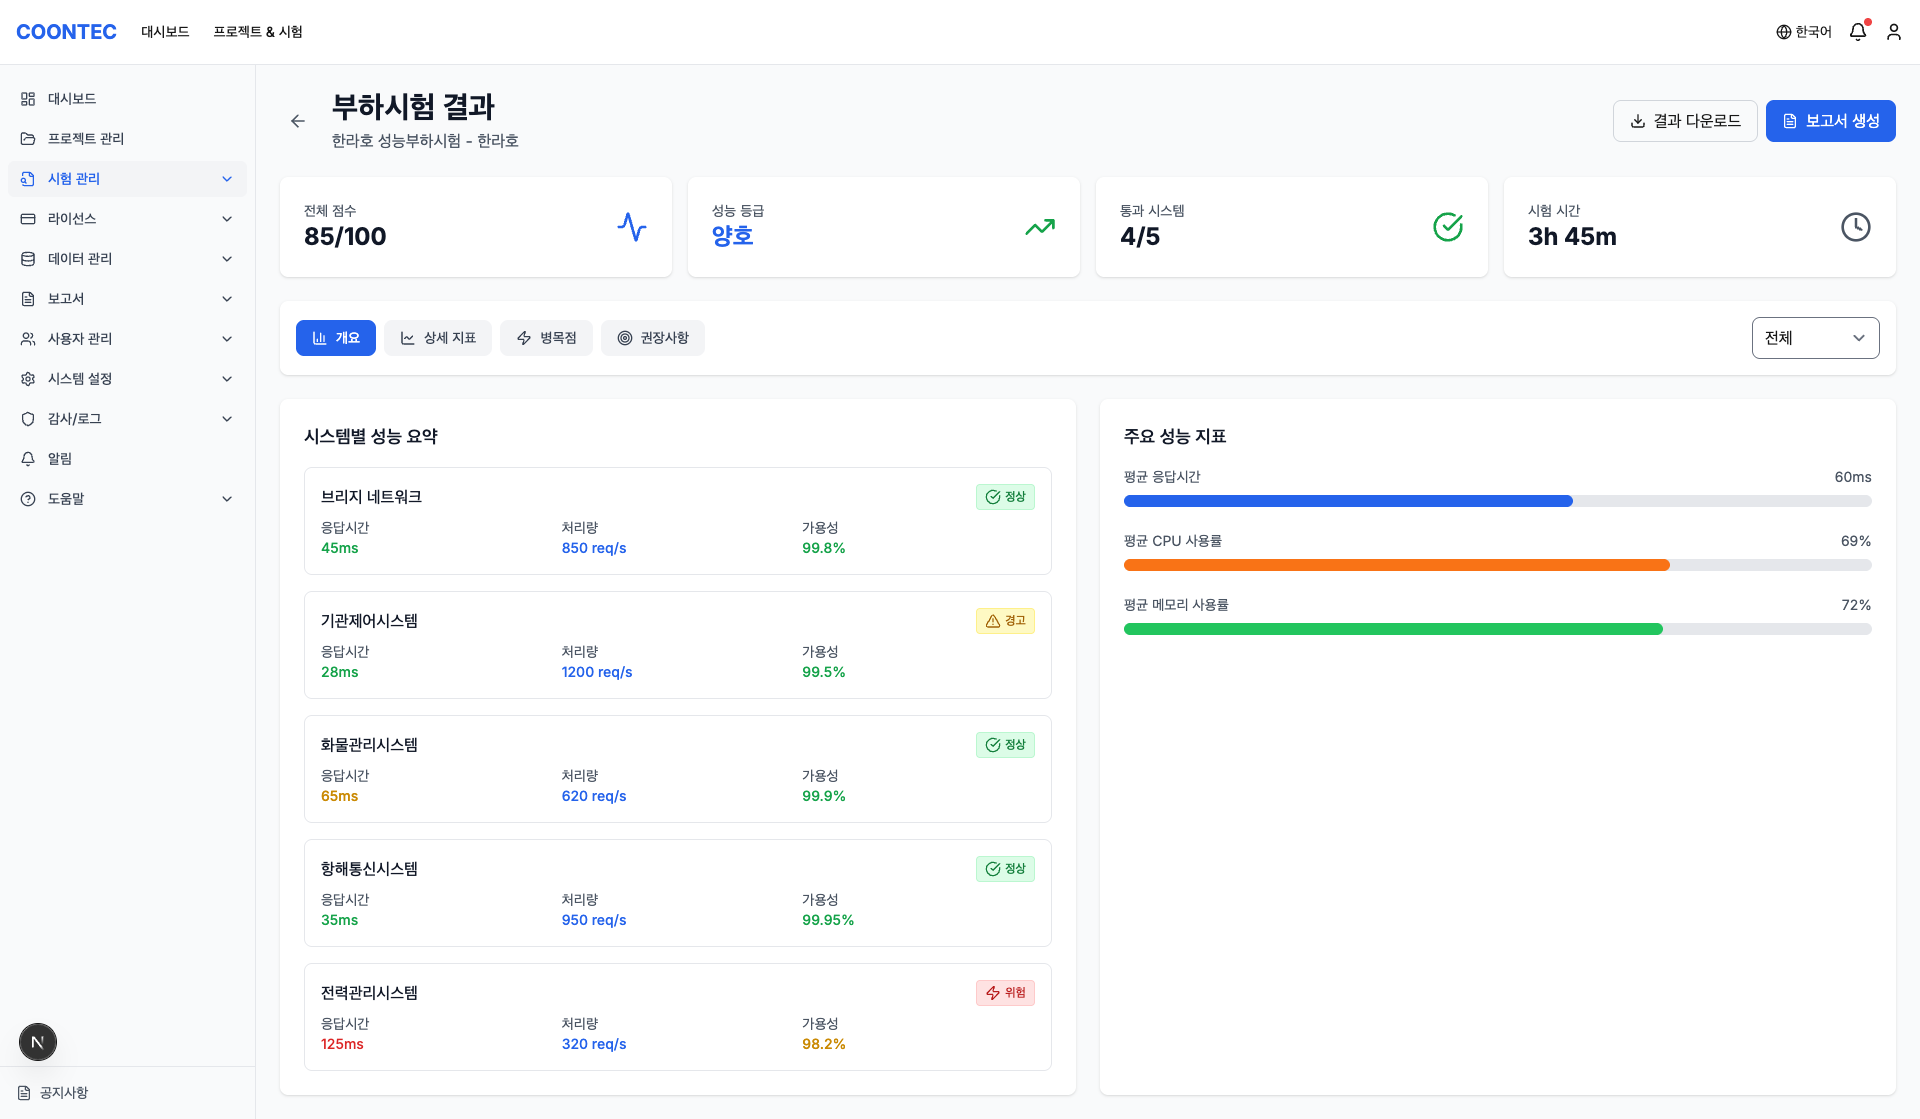 COONTEC
대시보드
프로젝트 & 시험
한국어
대시보드
프로젝트 관리
시험 관리
라이선스
데이터 관리
보고서
사용자 관리
시스템 설정
감사/로그
알림
도움말
N
공지사항
부하시험 결과
한라호 성능부하시험 - 한라호
결과 다운로드
보고서 생성
전체 점수
85/100
성능 등급
양호
통과 시스템
4/5
시험 시간
3h 45m
개요
상세 지표
병목점
권장사항
전체
시스템별 성능 요약
브리지 네트워크
정상
응답시간
처리량
가용성
45ms
850 req/s
99.8%
기관제어시스템
경고
응답시간
처리량
가용성
28ms
1200 req/s
99.5%
화물관리시스템
정상
응답시간
처리량
가용성
65ms
620 req/s
99.9%
항해통신시스템
정상
응답시간
처리량
가용성
35ms
950 req/s
99.95%
전력관리시스템
위험
응답시간
처리량
가용성
125ms
320 req/s
98.2%
주요 성능 지표
평균 응답시간
60ms
평균 CPU 사용률
69%
평균 메모리 사용률
72%